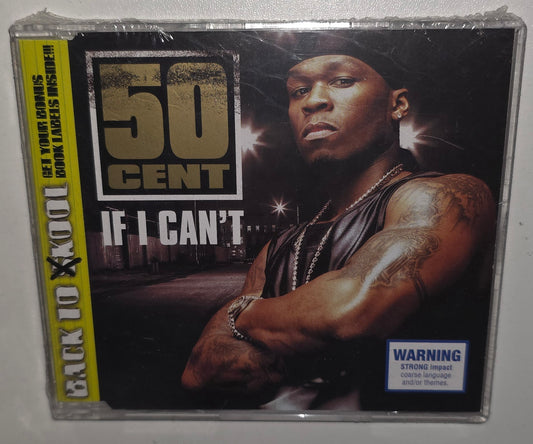 BACK TO XKOOL
GET YOUR BONUS
BOOK LABELS INSIDE!!!
50
CENT
IF I CAN'T
WARNING
STRONG impact
coarse language
and/or themes.